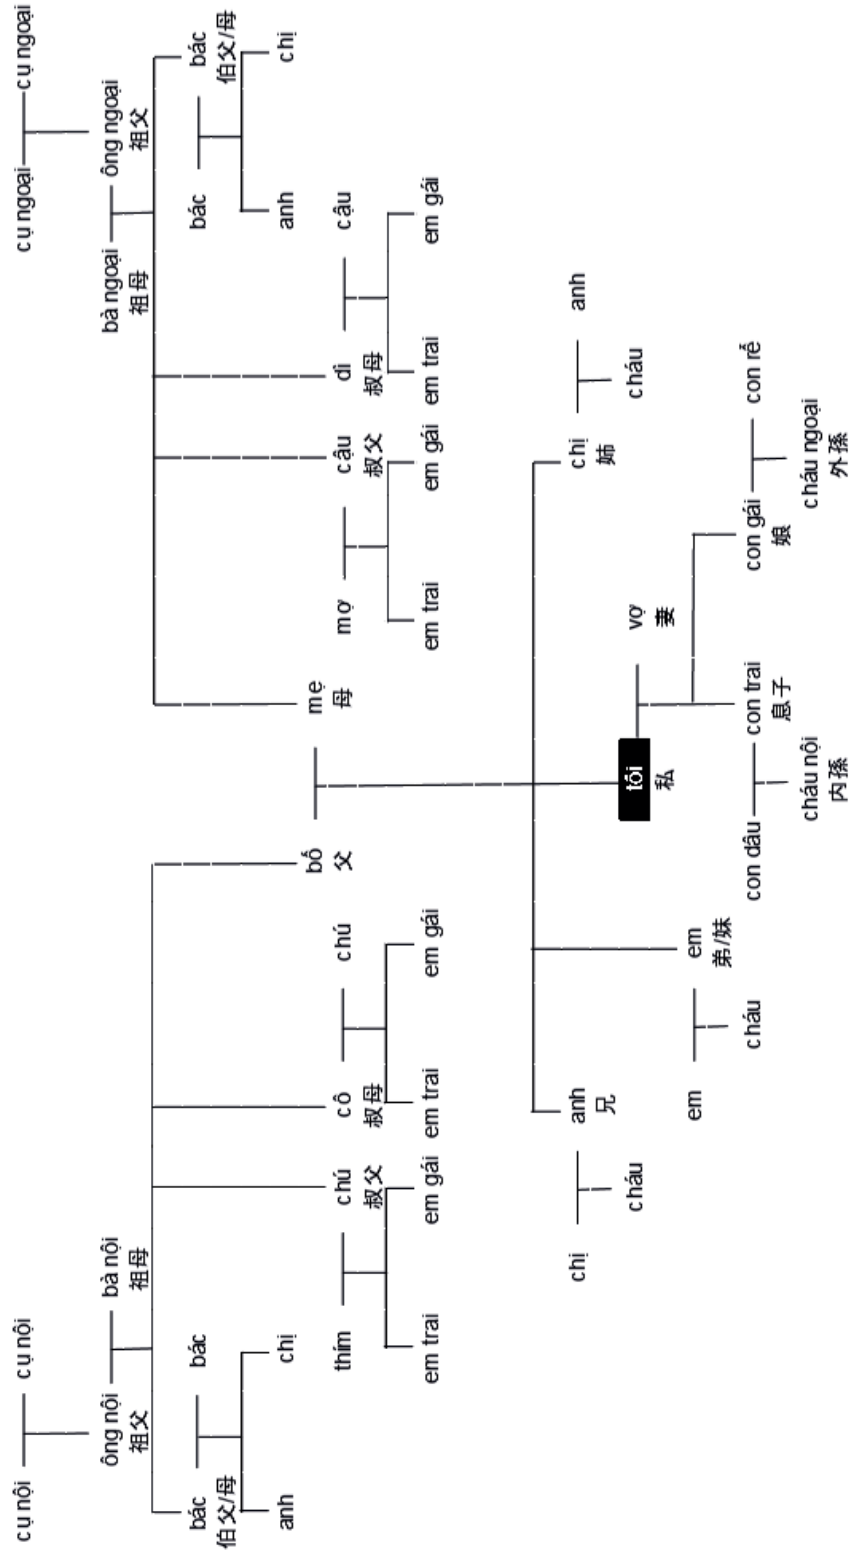 cụ nội cụ nội cụ ngoại cụ ngoại
ông nội bà nội bà ngoại ông ngoại
祖父 祖母 祖母 祖父
bác bác bác bác
伯父/母 伯父/母
anh chị anh chị
bố mẹ
父 母
thím chú cô chú mợ cậu dì cậu
叔父 叔母 叔父 叔母
em trai em gái em trai em gái em trai em gái em trai em gái
chị anh chị anh
兄 姉
cháu tôi vợ cháu
私 妻
em em
弟/妹
cháu con dâu con trai con gái con rễ
息子 娘
cháu nội cháu ngoại
内孫 外孫